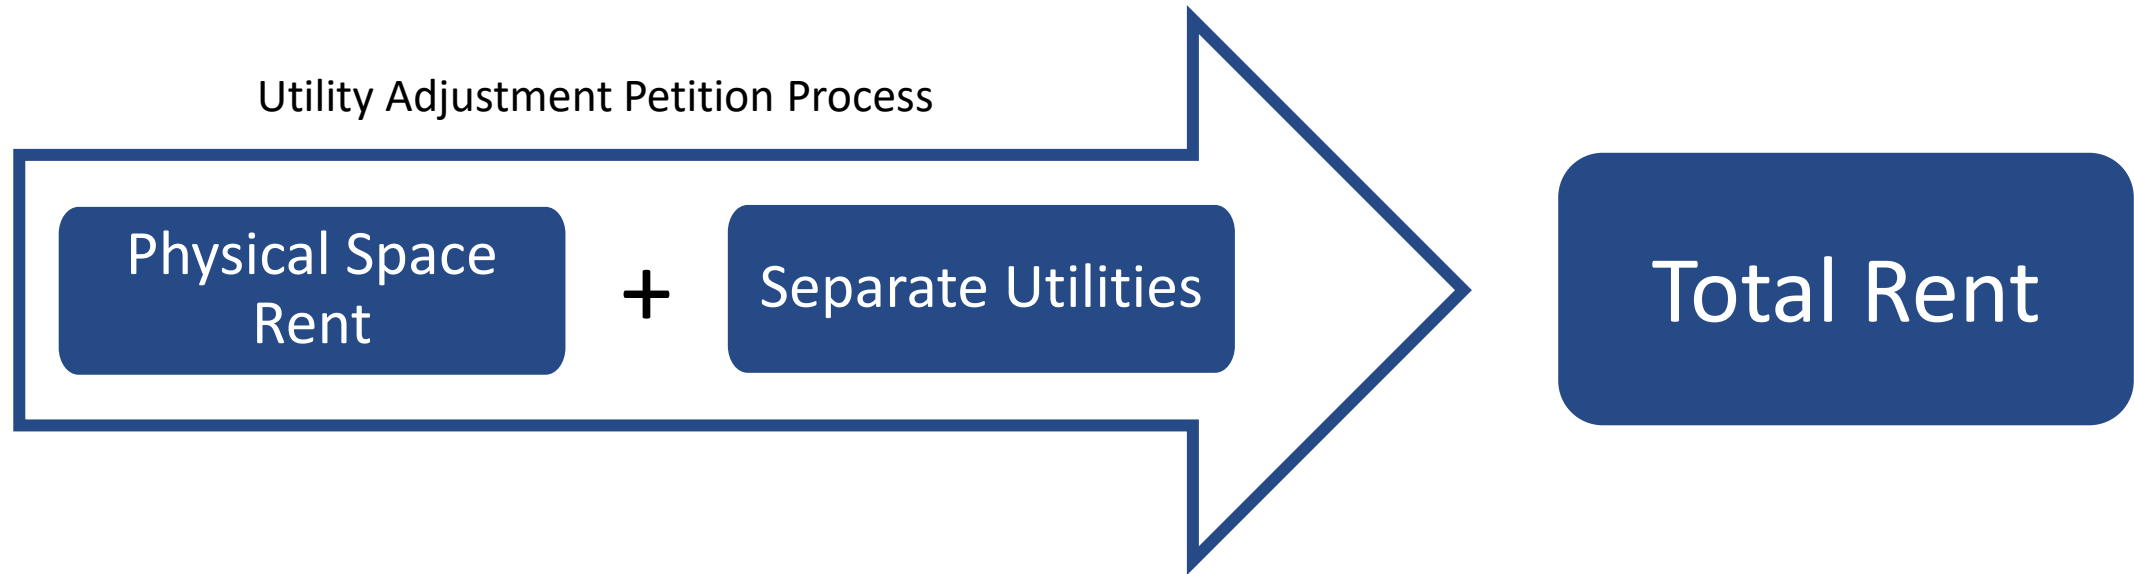 Utility Adjustment Petition Process
Physical Space
Rent
+
Separate Utilities
Total Rent